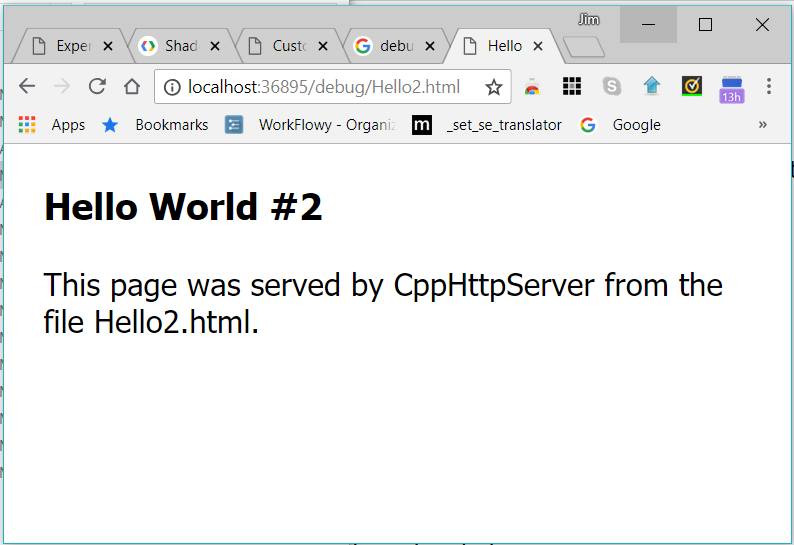 Jim
Exper
Shad
Custo
debu
Hello
localhost:36895/debug/Hello2.html
13h
Apps
Bookmarks
WorkFlowy - Organiz
m
_set_se_translator
Google
»
Hello World #2
This page was served by CppHttpServer from the
file Hello2.html.